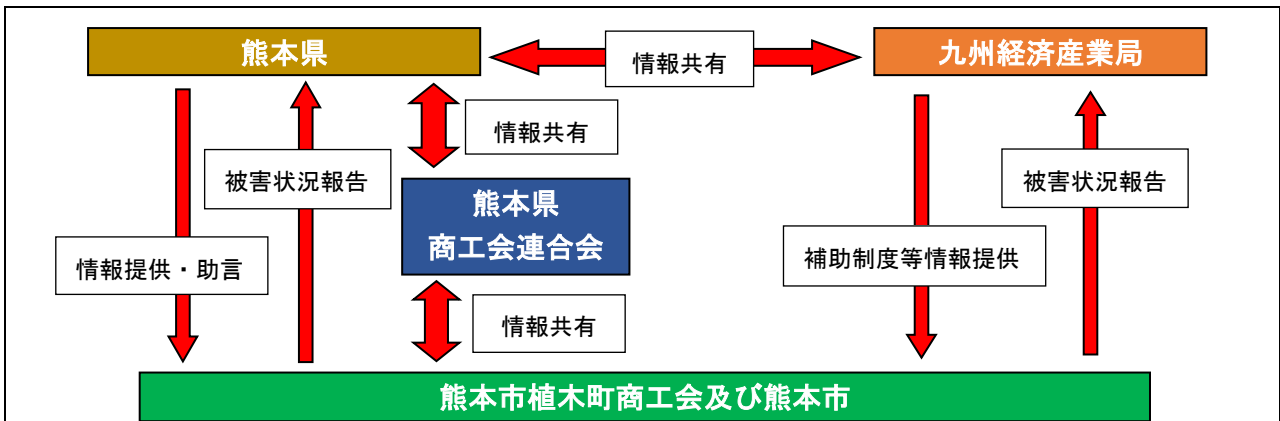 熊本県
九州経済産業局
情報共有
情報共有
被害状況報告
被害状況報告
熊本県
商工会連合会
情報提供・助言
補助制度等情報提供
情報共有
熊本市植木町商工会及び熊本市